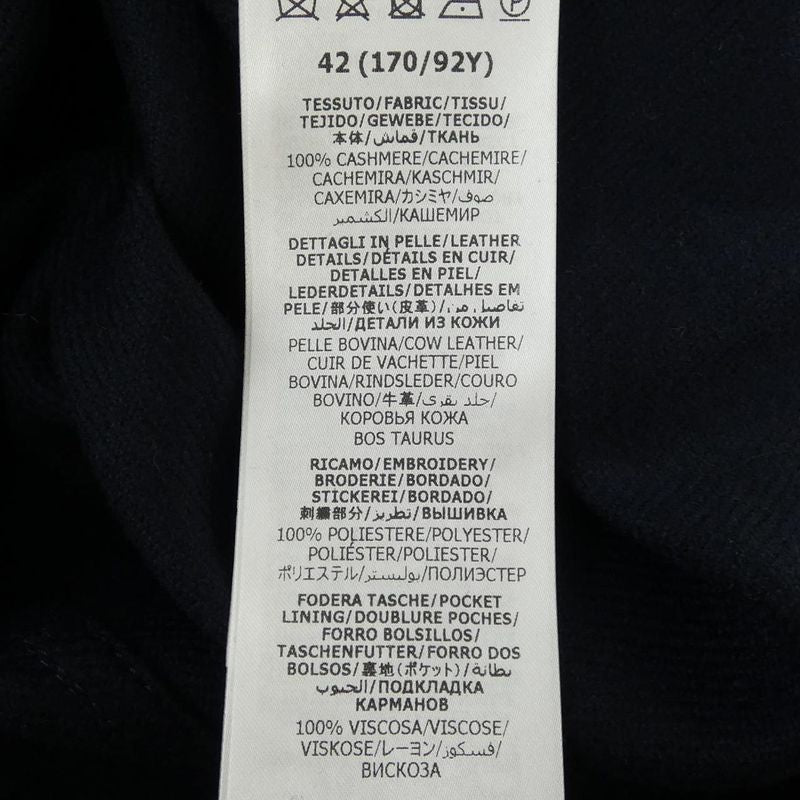 42 (170/92Y)
TESSUTO/FABRIC/TISSU/
TEJIDO/GEWEBE/TECIDO/
本体/قماش/ТКАНЬ
100% CASHMERE/CACHEMIRE/
CACHEMIRA/KASCHMIR/
CAXEMIRA/カシミヤ/صوف
الكشمير/КАШЕМИР
DETTAGLI IN PELLE/LEATHER
DETAILS/DÉTAILS EN CUIR/
DETALLES EN PIEL/
LEDERDETAILS/DETALHES EM
PELE/部分使い(皮革)/تفاصيل من
الجلد/ДЕТАЛИ ИЗ КОЖИ
PELLE BOVINA/COW LEATHER/
CUIR DE VACHETTE/PIEL
BOVINA/RINDSLEDER/COURO
BOVINO/牛革/جلد بقري/
КОРОВЬЯ КОЖА
BOS TAURUS
RICAMO/EMBROIDERY/
BRODERIE/BORDADO/
STICKEREI/BORDADO/
刺繍部分/تطريز/ВЫШИВКА
100% POLIESTERE/POLYESTER/
POLIÉSTER/POLIESTER/
ポリエステル/بوليستر/ПОЛИЭСТЕР
FODERA TASCHE/POCKET
LINING/DOUBLURE POCHES/
FORRO BOLSILLOS/
TASCHENFUTTER/FORRO DOS
BOLSOS/裏地(ポケット)/بطانة
الجيوب/ПОДКЛАДКА
КАРМАНОВ
100% VISCOSA/VISCOSE/
VISKOSE/レーヨン/فسكوز/
ВИСКОЗА